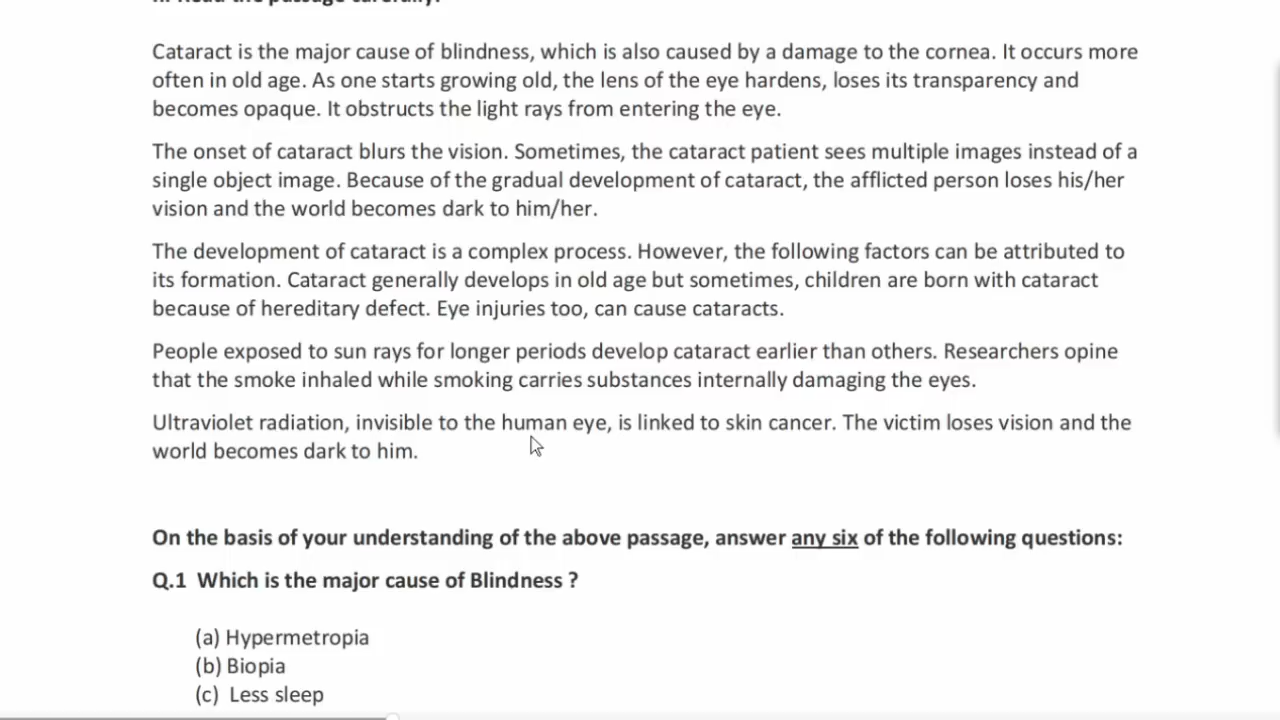 Read the passage carefully.
Cataract is the major cause of blindness, which is also caused by a damage to the cornea. It occurs more
often in old age. As one starts growing old, the lens of the eye hardens, loses its transparency and
becomes opaque. It obstructs the light rays from entering the eye.
The onset of cataract blurs the vision. Sometimes, the cataract patient sees multiple images instead of a
single object image. Because of the gradual development of cataract, the afflicted person loses his/her
vision and the world becomes dark to him/her.
The development of cataract is a complex process. However, the following factors can be attributed to
its formation. Cataract generally develops in old age but sometimes, children are born with cataract
because of hereditary defect. Eye injuries too, can cause cataracts.
People exposed to sun rays for longer periods develop cataract earlier than others. Researchers opine
that the smoke inhaled while smoking carries substances internally damaging the eyes.
Ultraviolet radiation, invisible to the human eye, is linked to skin cancer. The victim loses vision and the
world becomes dark to him.
On the basis of your understanding of the above passage, answer any six of the following questions:
Q.1 Which is the major cause of Blindness ?
(a) Hypermetropia
(b) Biopia
(c) Less sleep